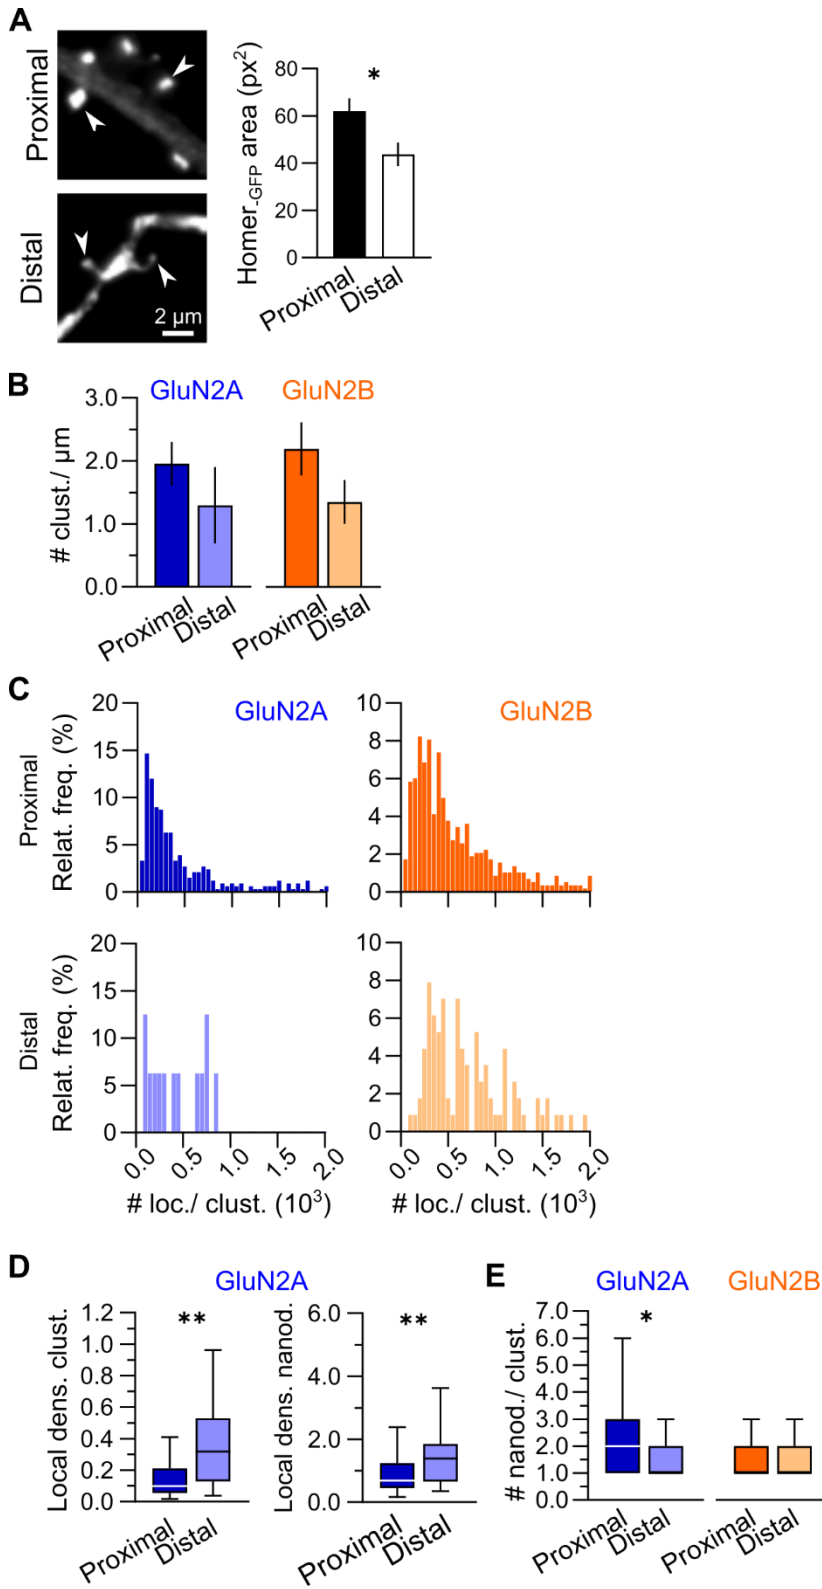 A
Proximal
Distal
2 µm
Homer-GFP area (px²)
80
60
40
20
0
*
Proximal
Distal
B
GluN2A
GluN2B
# clust./ µm
3.0
2.0
1.0
0.0
Proximal
Distal
Proximal
Distal
C
GluN2A
GluN2B
Proximal
Relat. freq. (%)
20
15
10
5
0
10
8
6
4
2
0
Distal
Relat. freq. (%)
20
15
10
5
0
10
8
6
4
2
0
0.0
0.5
1.0
1.5
2.0
0.0
0.5
1.0
1.5
2.0
# loc./ clust. (10³)
# loc./ clust. (10³)
D
GluN2A
Local dens. clust.
1.2
1.0
0.8
0.6
0.4
0.2
0.0
**
Proximal
Distal
Local dens. nanod.
6.0
4.0
2.0
0.0
**
Proximal
Distal
E
GluN2A
GluN2B
# nanod./ clust.
7.0
6.0
5.0
4.0
3.0
2.0
1.0
0.0
*
Proximal
Distal
Proximal
Distal